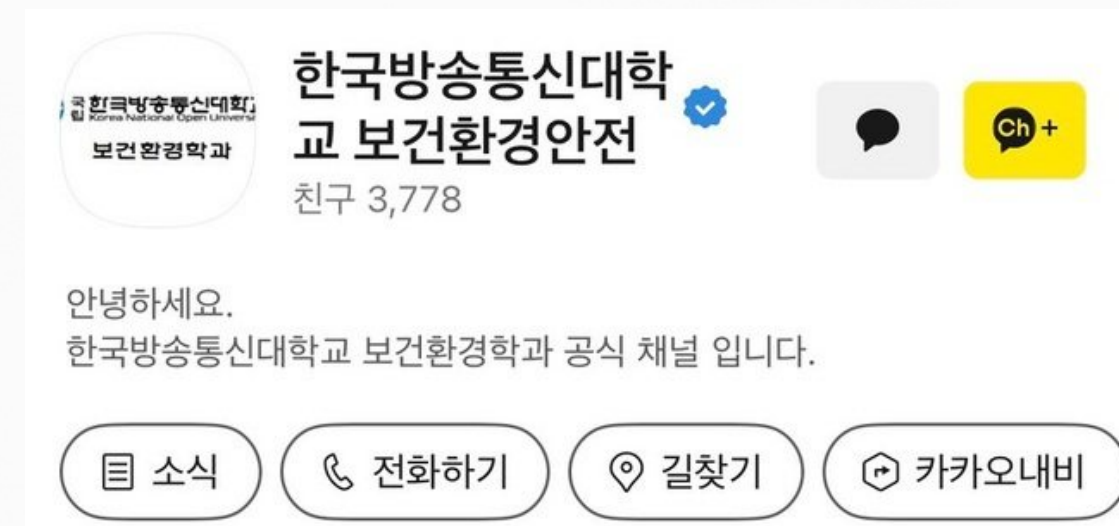 국립 한국방송통신대학교
Korea National Open Universi
보건환경학과
한국방송통신대학
교 보건환경안전
친구 3,778
Ch+
안녕하세요.
한국방송통신대학교 보건환경학과 공식 채널 입니다.
소식
전화하기
길찾기
카카오내비